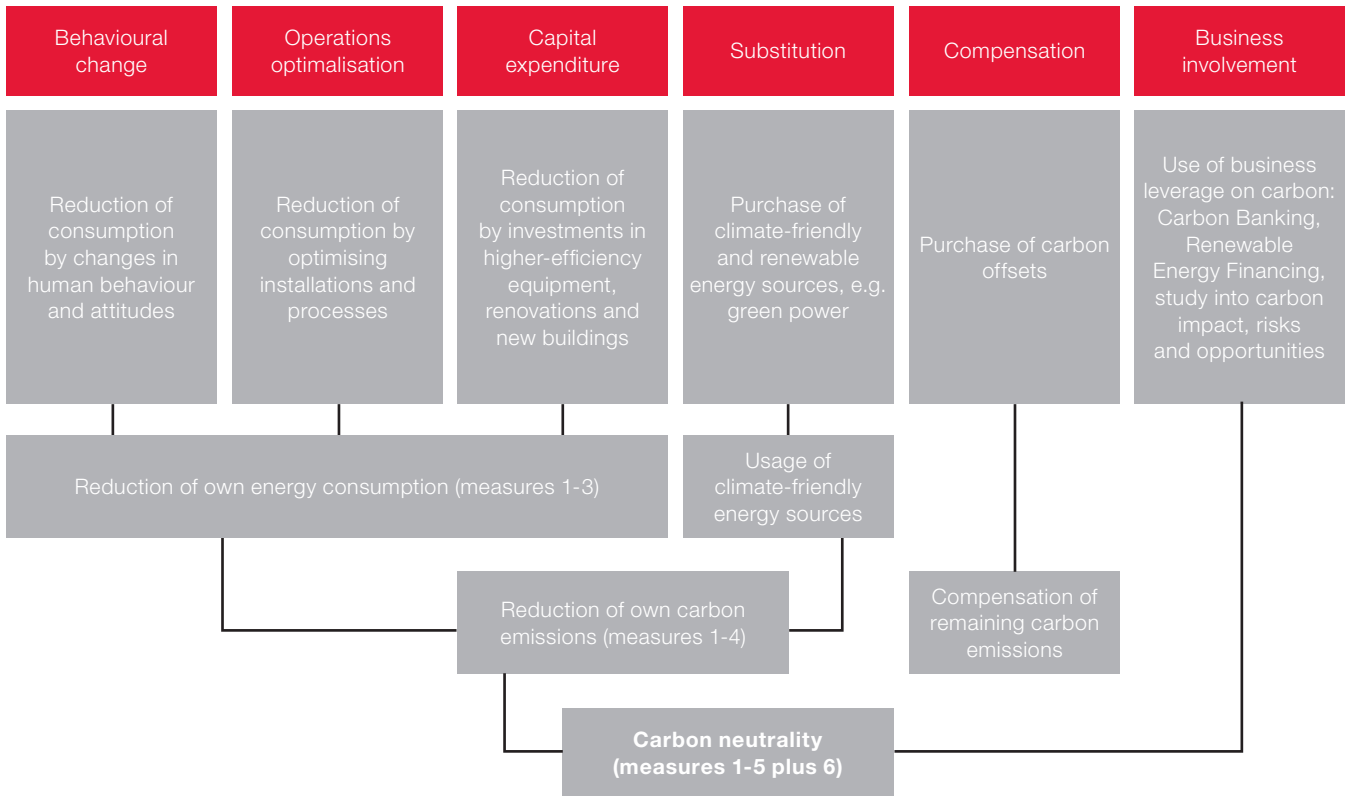 Behavioural
change
Operations
optimalisation
Capital
expenditure
Substitution
Compensation
Business
involvement
Reduction of
consumption
by changes in
human behaviour
and attitudes
Reduction of
consumption by
optimising
installations and
processes
Reduction of
consumption
by investments in
higher-efficiency
equipment,
renovations and
new buildings
Purchase of
climate-friendly
and renewable
energy sources, e.g.
green power
Purchase of carbon
offsets
Use of business
leverage on carbon:
Carbon Banking,
Renewable
Energy Financing,
study into carbon
impact, risks
and opportunities
Reduction of own energy consumption (measures 1-3)
Usage of
climate-friendly
energy sources
Reduction of own carbon
emissions (measures 1-4)
Compensation of
remaining carbon
emissions
Carbon neutrality
(measures 1-5 plus 6)